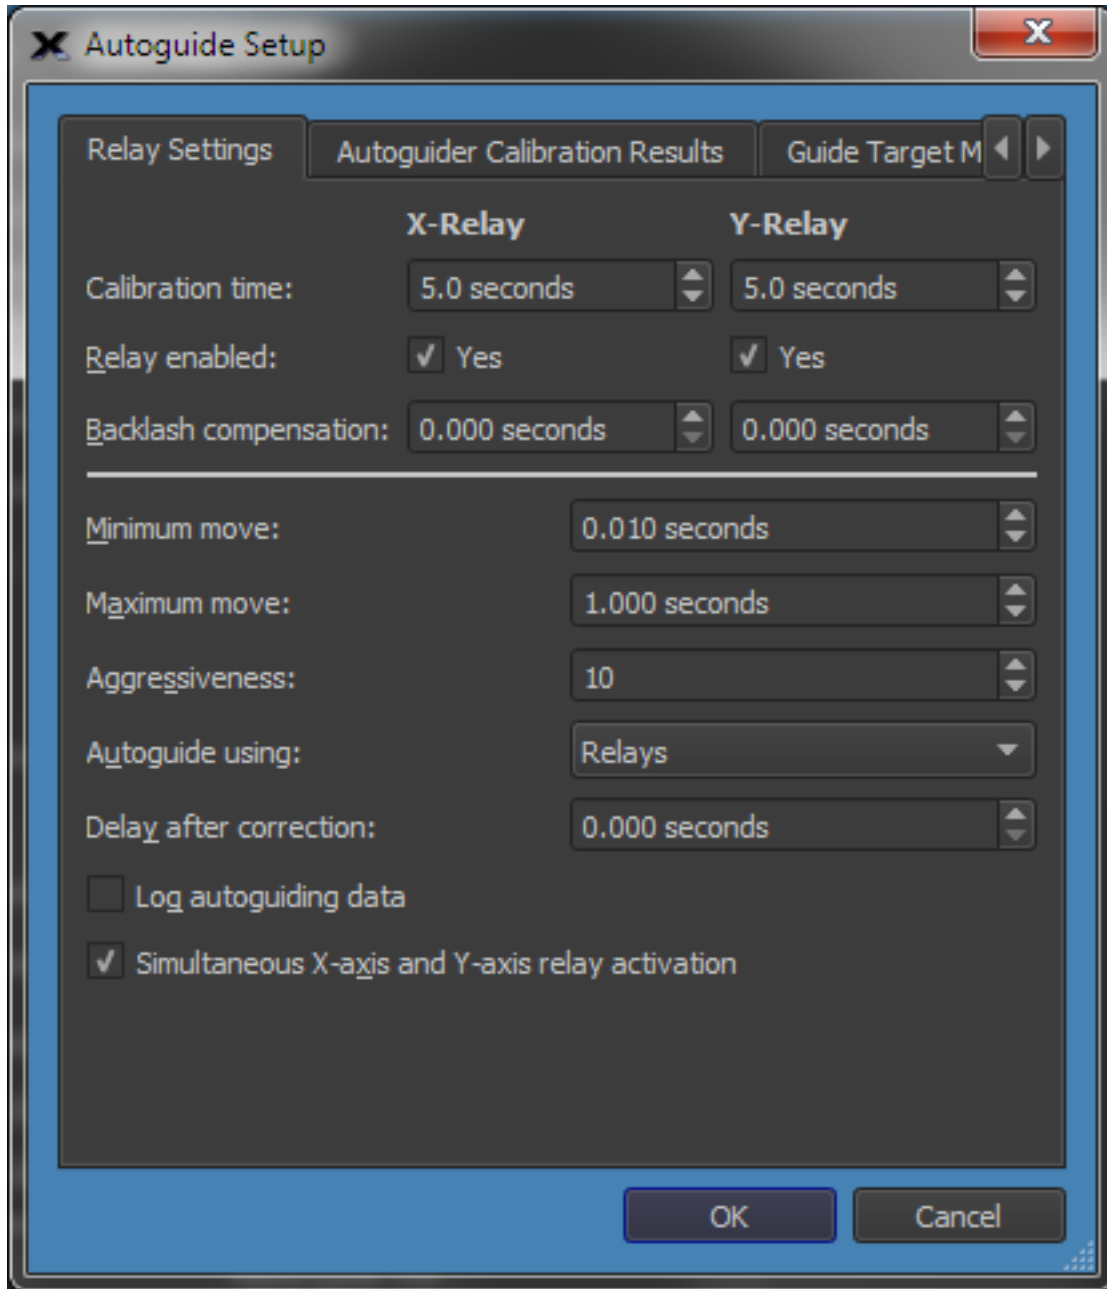 Autoguide Setup
Relay Settings Autoguider Calibration Results Guide Target M
X-Relay Y-Relay
Calibration time: 5.0 seconds 5.0 seconds
Relay enabled: Yes Yes
Backlash compensation: 0.000 seconds 0.000 seconds
Minimum move: 0.010 seconds
Maximum move: 1.000 seconds
Aggressiveness: 10
Autoguide using: Relays
Delay after correction: 0.000 seconds
Log autoguiding data
Simultaneous X-axis and Y-axis relay activation
OK Cancel